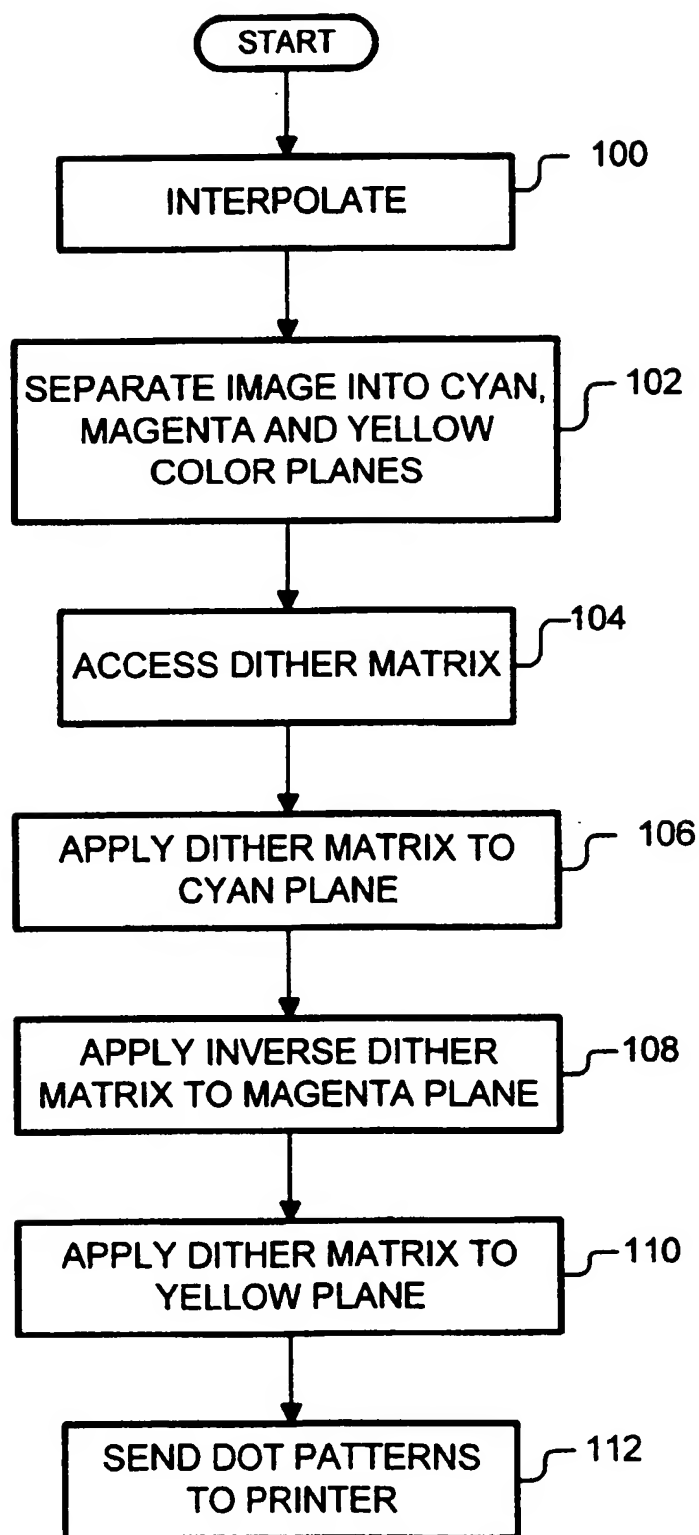 START
INTERPOLATE
100
SEPARATE IMAGE INTO CYAN,
MAGENTA AND YELLOW
COLOR PLANES
102
ACCESS DITHER MATRIX
104
APPLY DITHER MATRIX TO
CYAN PLANE
106
APPLY INVERSE DITHER
MATRIX TO MAGENTA PLANE
108
APPLY DITHER MATRIX TO
YELLOW PLANE
110
SEND DOT PATTERNS
TO PRINTER
112